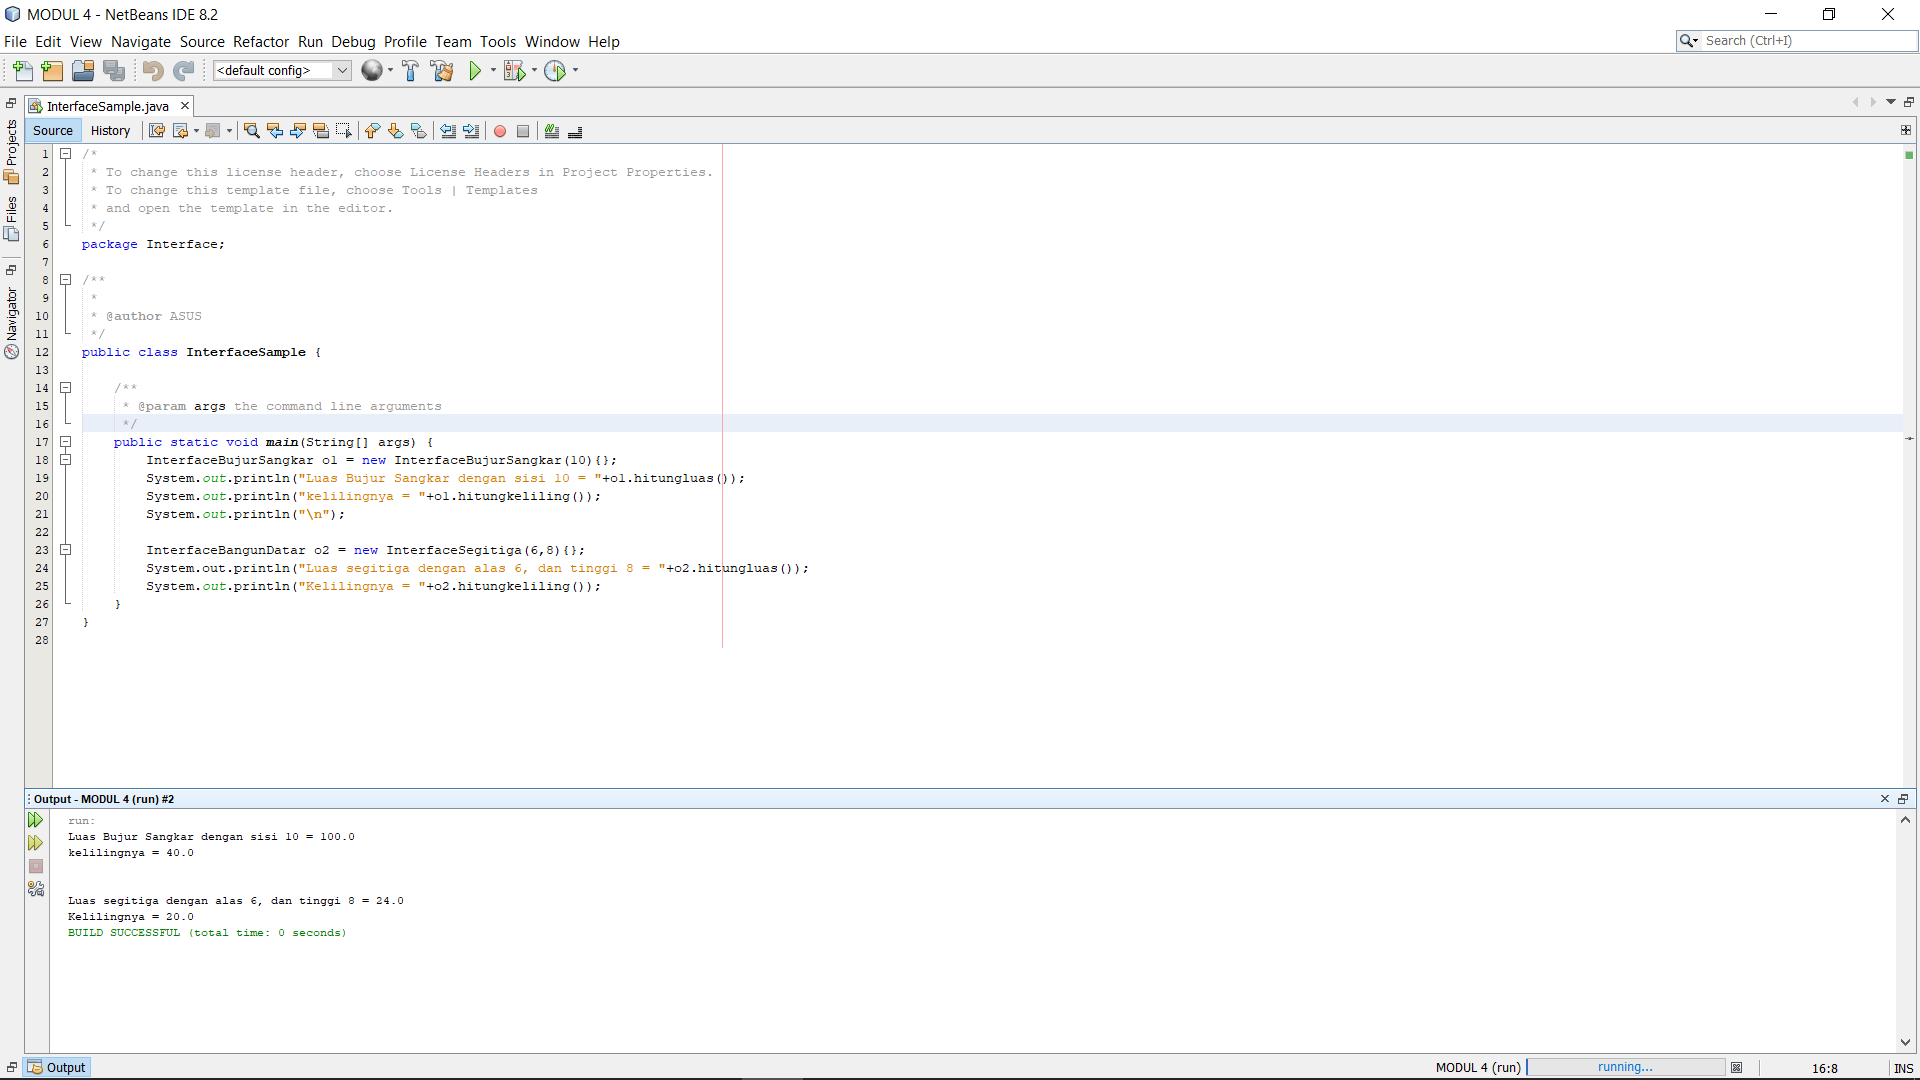 MODUL 4 - NetBeans IDE 8.2
File Edit View Navigate Source Refactor Run Debug Profile Team Tools Window Help
Search (Ctrl+I)
<default config>
InterfaceSample.java
Source History
Projects
Files
Navigator
1 /*
2 * To change this license header, choose License Headers in Project Properties.
3 * To change this template file, choose Tools | Templates
4 * and open the template in the editor.
5 */
6 package Interface;
7
8 /**
9 *
10 * @author ASUS
11 */
12 public class InterfaceSample {
13
14 /**
15 * @param args the command line arguments
16 */
17 public static void main(String[] args) {
18 InterfaceBujurSangkar o1 = new InterfaceBujurSangkar(10){};
19 System.out.println("Luas Bujur Sangkar dengan sisi 10 = "+o1.hitungluas());
20 System.out.println("kelilingnya = "+o1.hitungkeliling());
21 System.out.println("\n");
22
23 InterfaceBangunDatar o2 = new InterfaceSegitiga(6,8){};
24 System.out.println("Luas segitiga dengan alas 6, dan tinggi 8 = "+o2.hitungluas());
25 System.out.println("Kelilingnya = "+o2.hitungkeliling());
26 }
27 }
28
Output - MODUL 4 (run) #2
run:
Luas Bujur Sangkar dengan sisi 10 = 100.0
kelilingnya = 40.0
Luas segitiga dengan alas 6, dan tinggi 8 = 24.0
Kelilingnya = 20.0
BUILD SUCCESSFUL (total time: 0 seconds)
Output
MODUL 4 (run) running... 16:8 INS